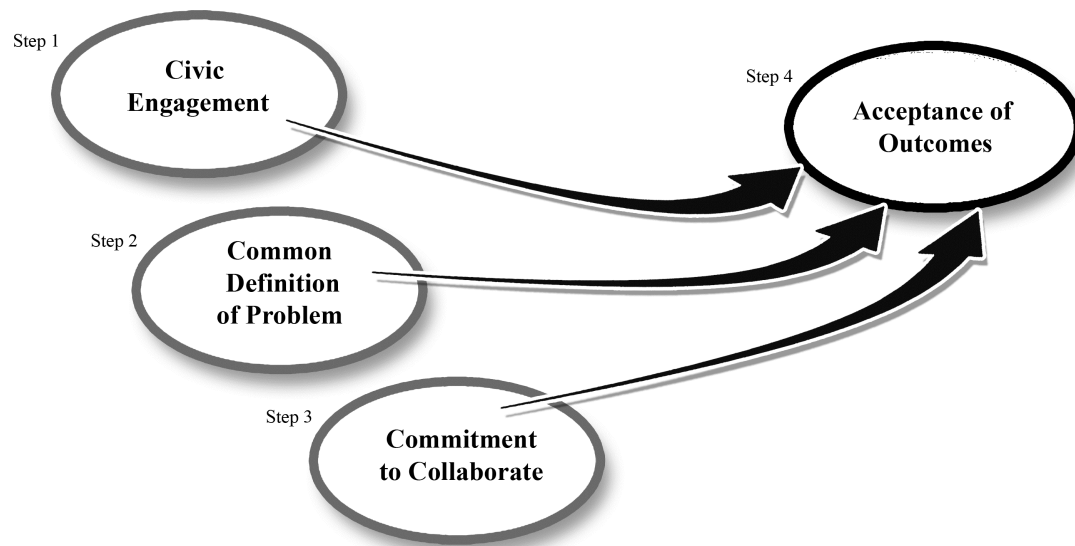 Step 1
Civic
Engagement
Step 2
Common
Definition
of Problem
Step 3
Commitment
to Collaborate
Step 4
Acceptance of
Outcomes